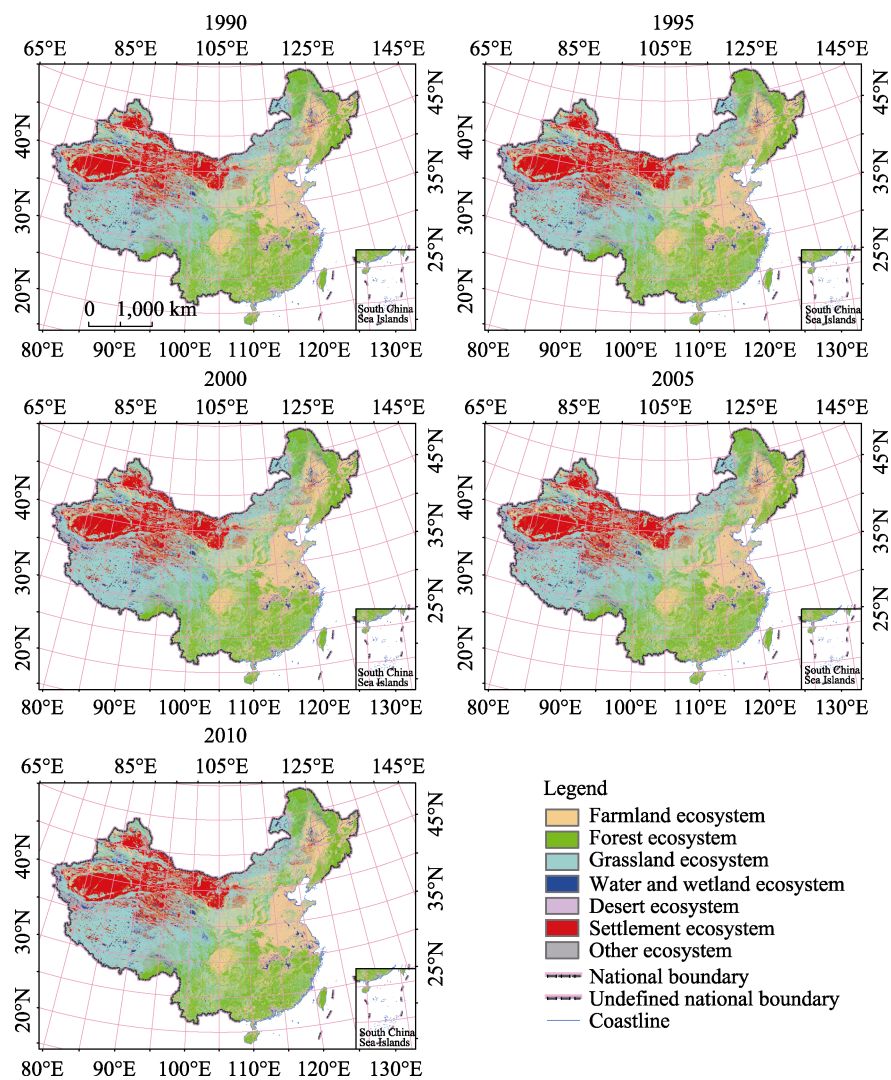 1990
65°E 85°E 105°E 125°E 145°E
45°N
40°N
35°N
30°N
25°N
20°N
0 1,000 km
South China
Sea Islands
80°E 90°E 100°E 110°E 120°E 130°E
1995
65°E 85°E 105°E 125°E 145°E
45°N
40°N
35°N
30°N
25°N
20°N
South China
Sea Islands
80°E 90°E 100°E 110°E 120°E 130°E
2000
65°E 85°E 105°E 125°E 145°E
45°N
40°N
35°N
30°N
25°N
20°N
South China
Sea Islands
80°E 90°E 100°E 110°E 120°E 130°E
2005
65°E 85°E 105°E 125°E 145°E
45°N
40°N
35°N
30°N
25°N
20°N
South China
Sea Islands
80°E 90°E 100°E 110°E 120°E 130°E
2010
65°E 85°E 105°E 125°E 145°E
45°N
40°N
35°N
30°N
25°N
20°N
South China
Sea Islands
80°E 90°E 100°E 110°E 120°E 130°E
Legend
Farmland ecosystem
Forest ecosystem
Grassland ecosystem
Water and wetland ecosystem
Desert ecosystem
Settlement ecosystem
Other ecosystem
National boundary
Undefined national boundary
Coastline